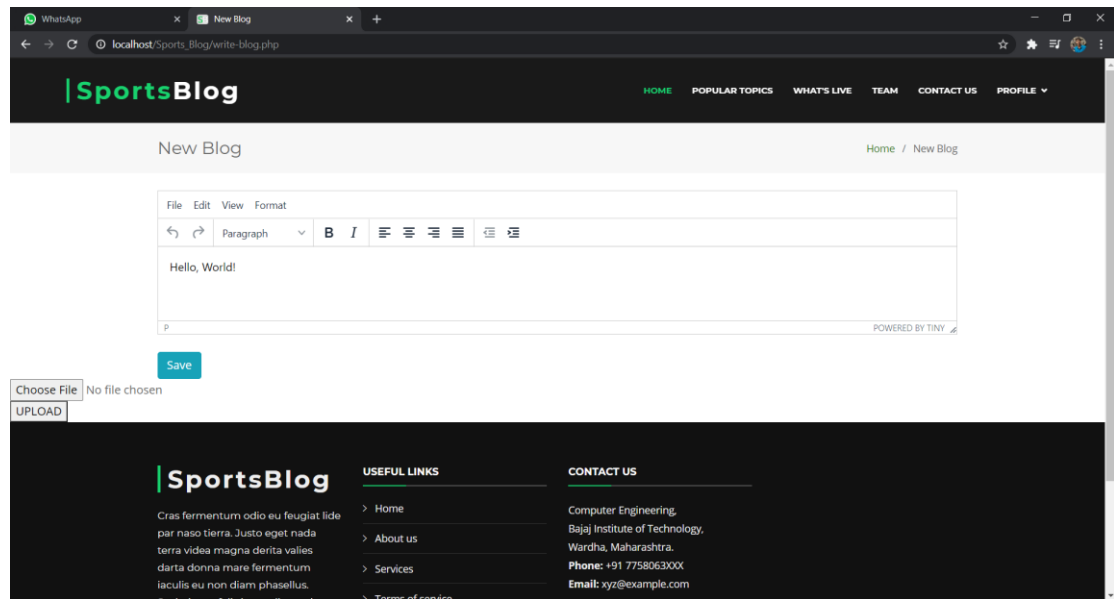 WhatsApp
New Blog
localhost/Sports_Blog/write-blog.php
SportsBlog
HOME POPULAR TOPICS WHAT'S LIVE TEAM CONTACT US PROFILE
New Blog
Home / New Blog
File Edit View Format
Paragraph B I
Hello, World!
P
POWERED BY TINY
Save
Choose File No file chosen
UPLOAD
SportsBlog
Cras fermentum odio eu feugiat lide
par naso tierra. Justo eget nada
terra videa magna derita valies
darta donna mare fermentum
iaculis eu non diam phasellus.
USEFUL LINKS
Home
About us
Services
Terms of service
CONTACT US
Computer Engineering,
Bajaj Institute of Technology,
Wardha, Maharashtra.
Phone: +91 7758063XXX
Email: xyz@example.com